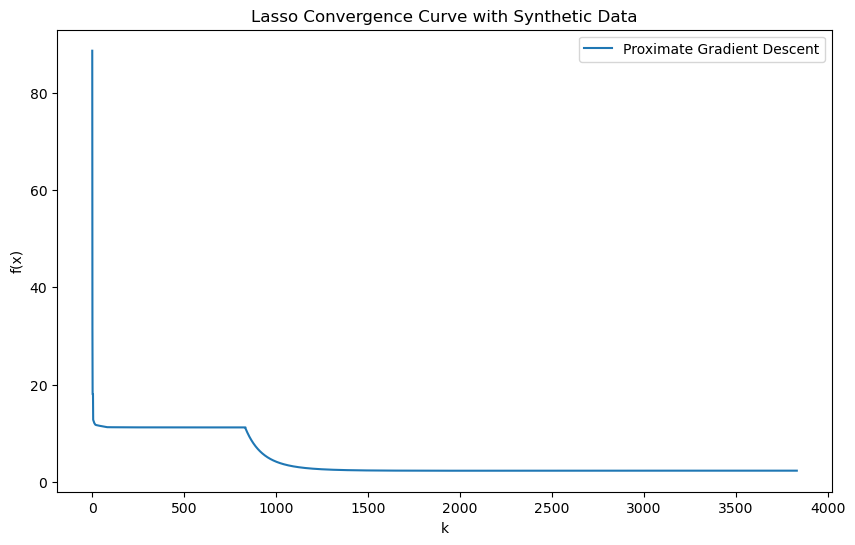 Lasso Convergence Curve with Synthetic Data
Proximate Gradient Descent
f(x)
80
60
40
20
0
0 500 1000 1500 2000 2500 3000 3500 4000
k